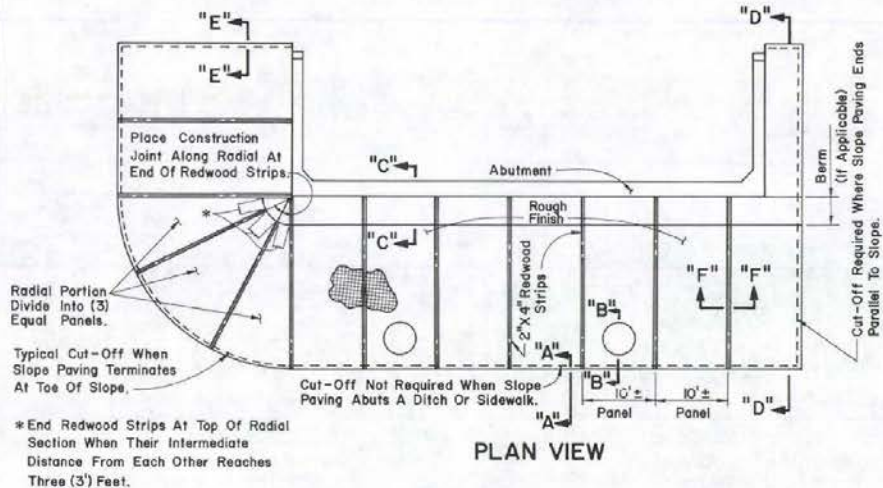 "E"
"E"
"D"
Place Construction
Joint Along Radial At
End Of Redwood Strips.
"C"
"C"
Abutment
Rough
Finish
Berm
(If Applicable)
Cut-Off Required Where Slope Paving Ends
Parallel To Slope.
*
Radial Portion
Divide Into (3)
Equal Panels.
2"X4" Redwood
Strips
"F" "F"
"B"
"B"
"A"
"A"
Typical Cut-Off When
Slope Paving Terminates
At Toe Of Slope.
Cut-Off Not Required When Slope
Paving Abuts A Ditch Or Sidewalk.
10' ± 10' ±
Panel Panel
"D"
* End Redwood Strips At Top Of Radial
Section When Their Intermediate
Distance From Each Other Reaches
Three (3') Feet.
PLAN VIEW